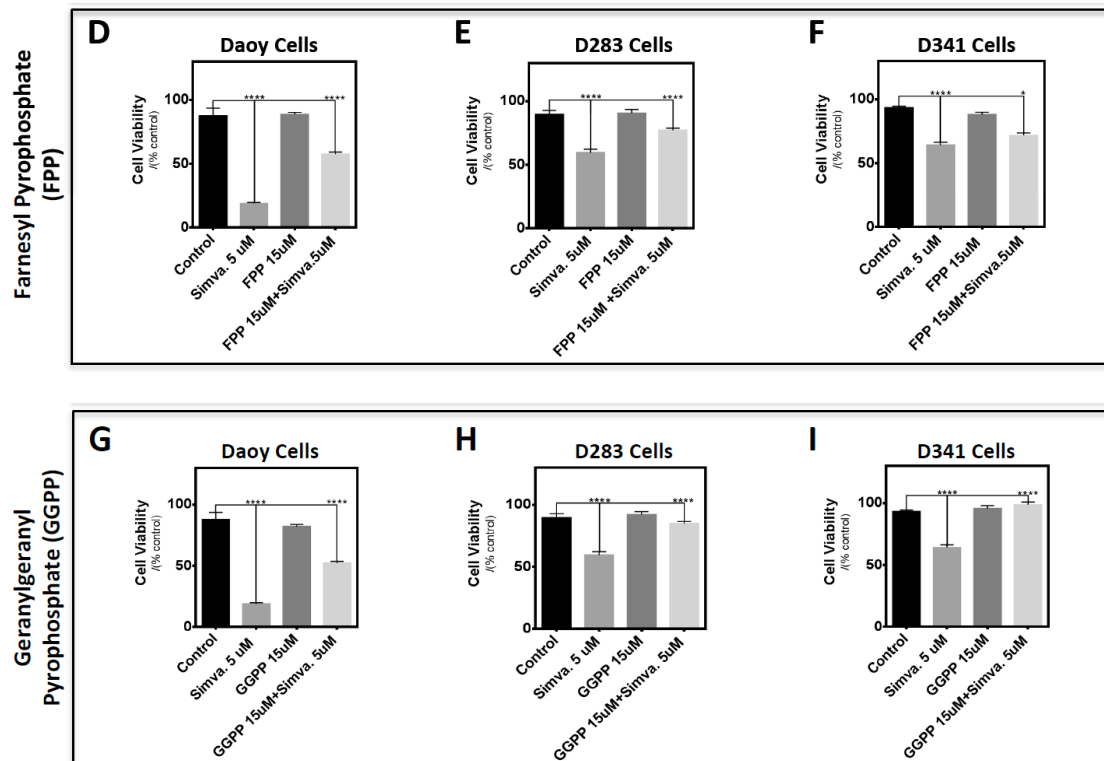 Farnesyl Pyrophosphate
(FPP)
D
Daoy Cells
Cell Viability
/(% control)
100
50
0
****
****
Control
Simva. 5 uM
FPP 15uM
FPP 15uM+Simva.5uM
E
D283 Cells
Cell Viability
/(% control)
100
50
0
****
****
Control
Simva. 5uM
FPP 15uM
FPP 15uM +Simva. 5uM
F
D341 Cells
Cell Viability
/(% control)
100
50
0
****
*
Control
Simva. 5uM
FPP 15uM
FPP 15uM+Simva.5uM
Geranylgeranyl
Pyrophosphate (GGPP)
G
Daoy Cells
Cell Viability
/(% control)
100
50
0
****
****
Control
Simva. 5 uM
GGPP 15uM
GGPP 15uM+Simva. 5uM
H
D283 Cells
Cell Viability
/(% control)
100
50
0
****
****
Control
Simva. 5 uM
GGPP 15uM
GGPP 15uM+Simva. 5uM
I
D341 Cells
Cell Viability
/(% control)
100
50
0
****
****
Control
Simva. 5 uM
GGPP 15uM
GGPP 15uM+Simva. 5uM